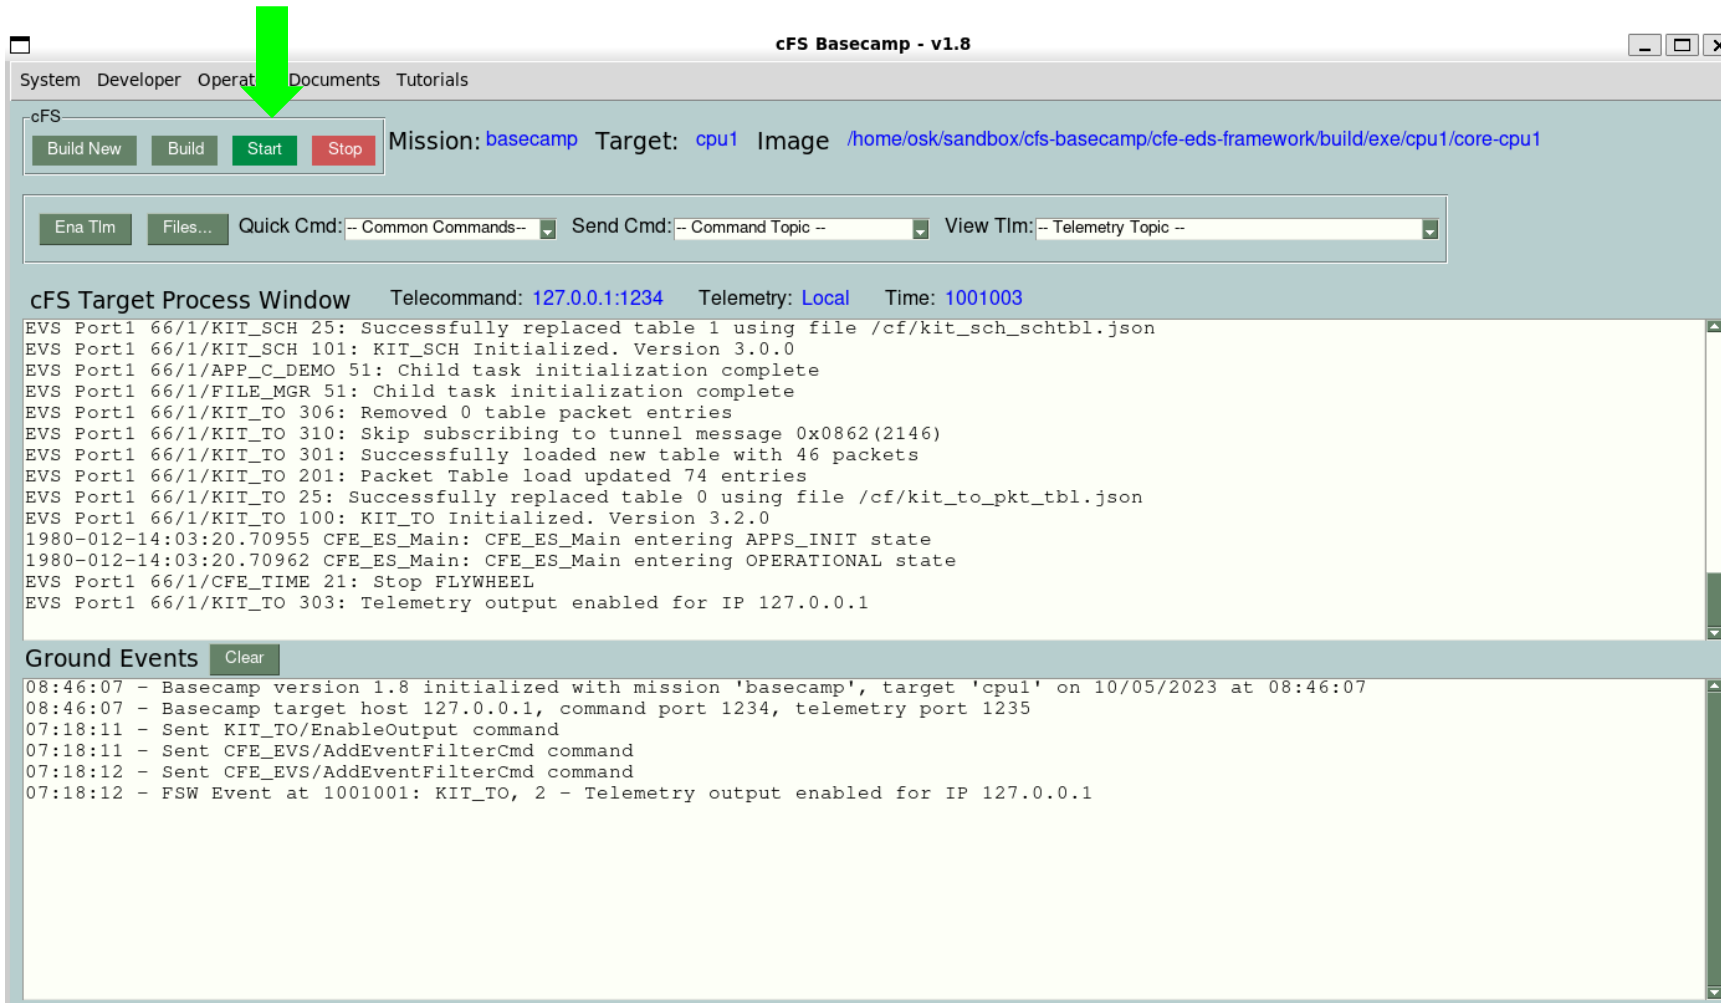 cFS Basecamp - v1.8
System Developer Operat Documents Tutorials
cFS
Build New Build Start Stop Mission: basecamp Target: cpu1 Image /home/osk/sandbox/cfs-basecamp/cfe-eds-framework/build/exe/cpu1/core-cpu1
Ena Tlm Files... Quick Cmd: -- Common Commands-- Send Cmd: -- Command Topic -- View Tlm: -- Telemetry Topic --
cFS Target Process Window Telecommand: 127.0.0.1:1234 Telemetry: Local Time: 1001003
EVS Port1 66/1/KIT_SCH 25: Successfully replaced table 1 using file /cf/kit_sch_schtbl.json
EVS Port1 66/1/KIT_SCH 101: KIT_SCH Initialized. Version 3.0.0
EVS Port1 66/1/APP_C_DEMO 51: Child task initialization complete
EVS Port1 66/1/FILE_MGR 51: Child task initialization complete
EVS Port1 66/1/KIT_TO 306: Removed 0 table packet entries
EVS Port1 66/1/KIT_TO 310: Skip subscribing to tunnel message 0x0862(2146)
EVS Port1 66/1/KIT_TO 301: Successfully loaded new table with 46 packets
EVS Port1 66/1/KIT_TO 201: Packet Table load updated 74 entries
EVS Port1 66/1/KIT_TO 25: Successfully replaced table 0 using file /cf/kit_to_pkt_tbl.json
EVS Port1 66/1/KIT_TO 100: KIT_TO Initialized. Version 3.2.0
1980-012-14:03:20.70955 CFE_ES_Main: CFE_ES_Main entering APPS_INIT state
1980-012-14:03:20.70962 CFE_ES_Main: CFE_ES_Main entering OPERATIONAL state
EVS Port1 66/1/CFE_TIME 21: Stop FLYWHEEL
EVS Port1 66/1/KIT_TO 303: Telemetry output enabled for IP 127.0.0.1
Ground Events Clear
08:46:07 - Basecamp version 1.8 initialized with mission 'basecamp', target 'cpu1' on 10/05/2023 at 08:46:07
08:46:07 - Basecamp target host 127.0.0.1, command port 1234, telemetry port 1235
07:18:11 - Sent KIT_TO/EnableOutput command
07:18:11 - Sent CFE_EVS/AddEventFilterCmd command
07:18:12 - Sent CFE_EVS/AddEventFilterCmd command
07:18:12 - FSW Event at 1001001: KIT_TO, 2 - Telemetry output enabled for IP 127.0.0.1